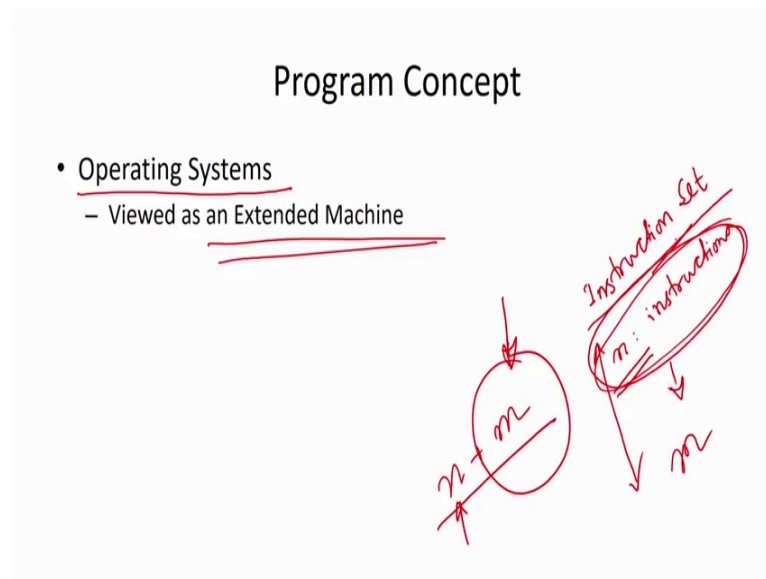 Program Concept
• Operating Systems
– Viewed as an Extended Machine
Instruction Set
n: instructions
n + m
m